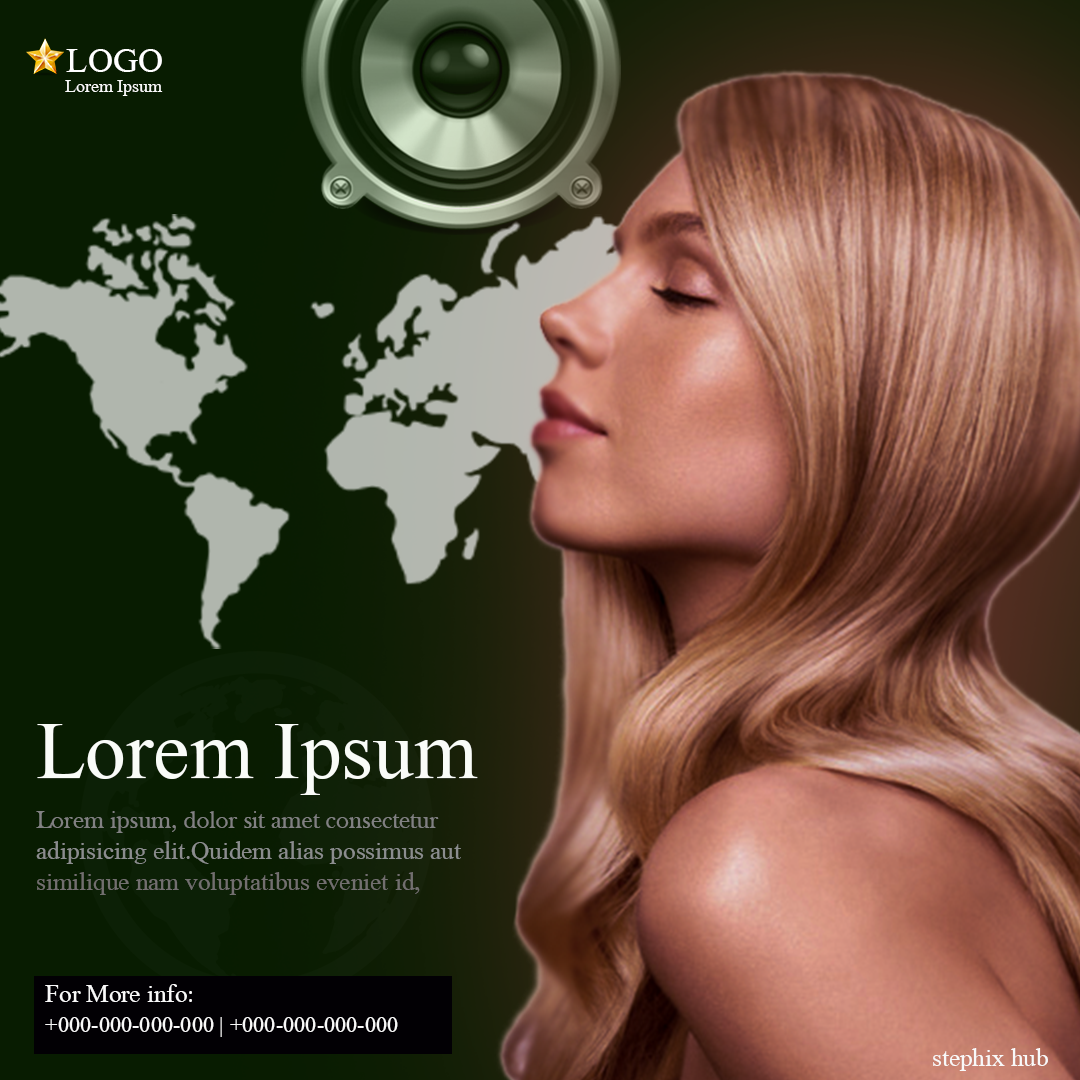 LOGO
Lorem Ipsum
Lorem Ipsum
Lorem ipsum, dolor sit amet consectetur
adipisicing elit.Quidem alias possimus aut
similique nam voluptatibus eveniet id,
For More info:
+000-000-000-000 | +000-000-000-000
stephix hub